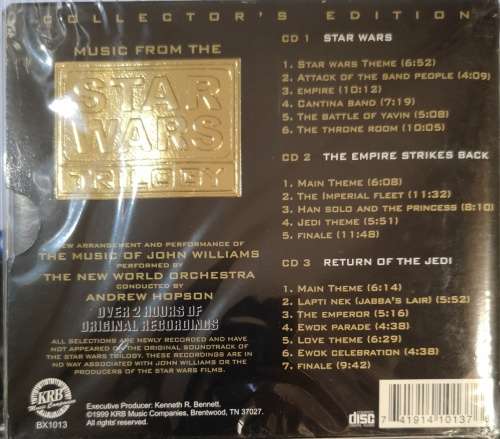 COLLECTOR'S EDITION
MUSIC FROM THE
STAR
WARS
TRILOGY
NEW ARRANGEMENT AND PERFORMANCE OF
THE MUSIC OF JOHN WILLIAMS
PERFORMED BY
THE NEW WORLD ORCHESTRA
CONDUCTED BY
ANDREW HOPSON
OVER 2 HOURS OF
ORIGINAL RECORDINGS
ALL SELECTIONS ARE NEWLY RECORDED AND HAVE
NOT APPEARED ON THE ORIGINAL SOUNDTRACK OF
THE STAR WARS TRILOGY. THESE RECORDINGS ARE
IN NO WAY ASSOCIATED WITH JOHN WILLIAMS OR THE
PRODUCERS OF THE STAR WARS FILMS.
KRB
Music Companies
BX1013
Executive Producer: Kenneth R. Bennett.
©1999 KRB Music Companies, Brentwood, TN 37027.
All rights reserved.
CD 1 STAR WARS
1. STAR WARS THEME (6:52)
2. ATTACK OF THE SAND PEOPLE (4:09)
3. EMPIRE (10:12)
4. CANTINA BAND (7:19)
5. THE BATTLE OF YAVIN (5:08)
6. THE THRONE ROOM (10:05)
CD 2 THE EMPIRE STRIKES BACK
1. MAIN THEME (6:08)
2. THE IMPERIAL FLEET (11:32)
3. HAN SOLO AND THE PRINCESS (8:10)
4. JEDI THEME (5:51)
5. FINALE (11:48)
CD 3 RETURN OF THE JEDI
1. MAIN THEME (6:14)
2. LAPTI NEK (JABBA'S LAIR) (5:52)
3. THE EMPEROR (5:16)
4. EWOK PARADE (4:38)
5. LOVE THEME (6:29)
6. EWOK CELEBRATION (4:38)
7. FINALE (9:42)
disc
7 41914 10137